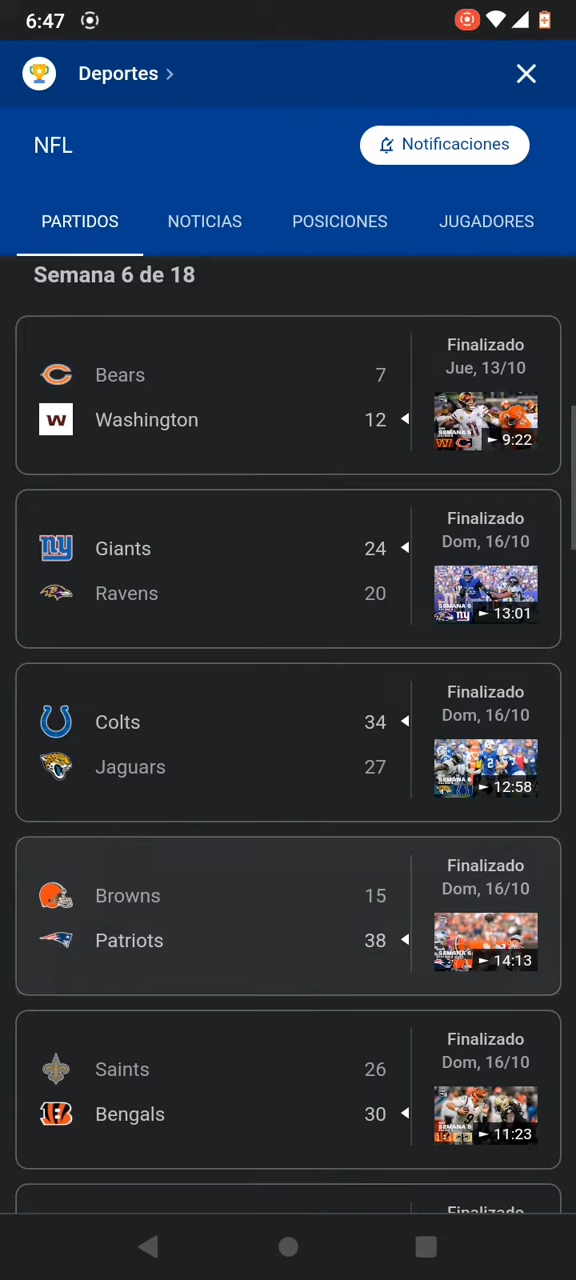 6:47
Deportes
NFL
Notificaciones
PARTIDOS NOTICIAS POSICIONES JUGADORES
Semana 6 de 18
Finalizado
Jue, 13/10
Bears 7
Washington 12
9:22
Finalizado
Dom, 16/10
Giants 24
Ravens 20
13:01
Finalizado
Dom, 16/10
Colts 34
Jaguars 27
12:58
Finalizado
Dom, 16/10
Browns 15
Patriots 38
14:13
Finalizado
Dom, 16/10
Saints 26
Bengals 30
11:23
Finalizado